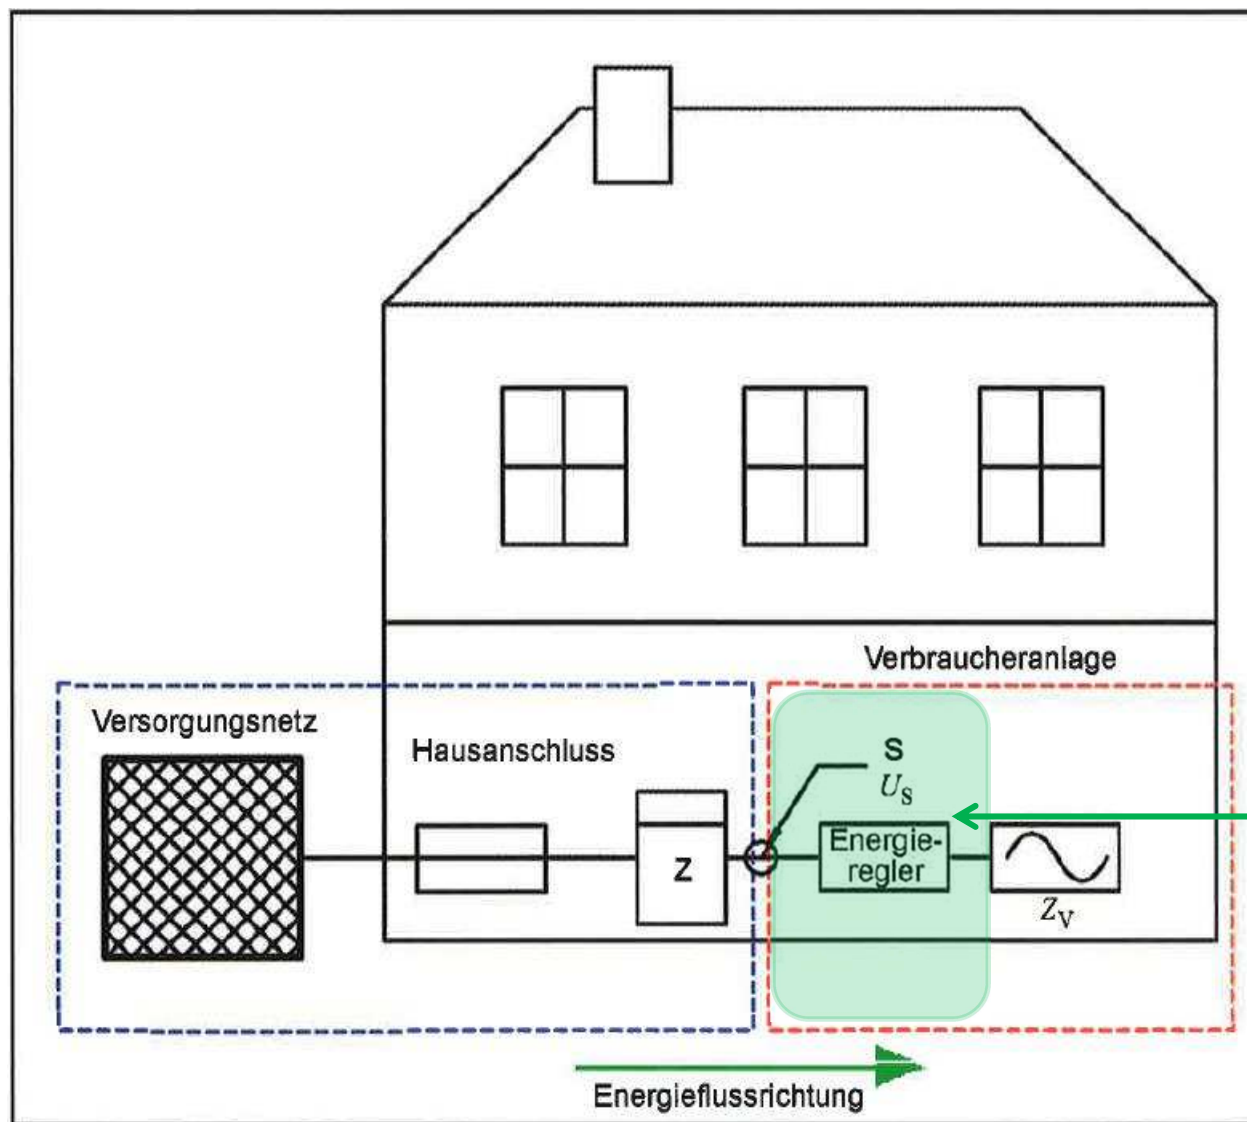 Verbraucheranlage
Versorgungsnetz
Hausanschluss
S
U_S
Energie-
regler
Z
Z_V
Energieflussrichtung